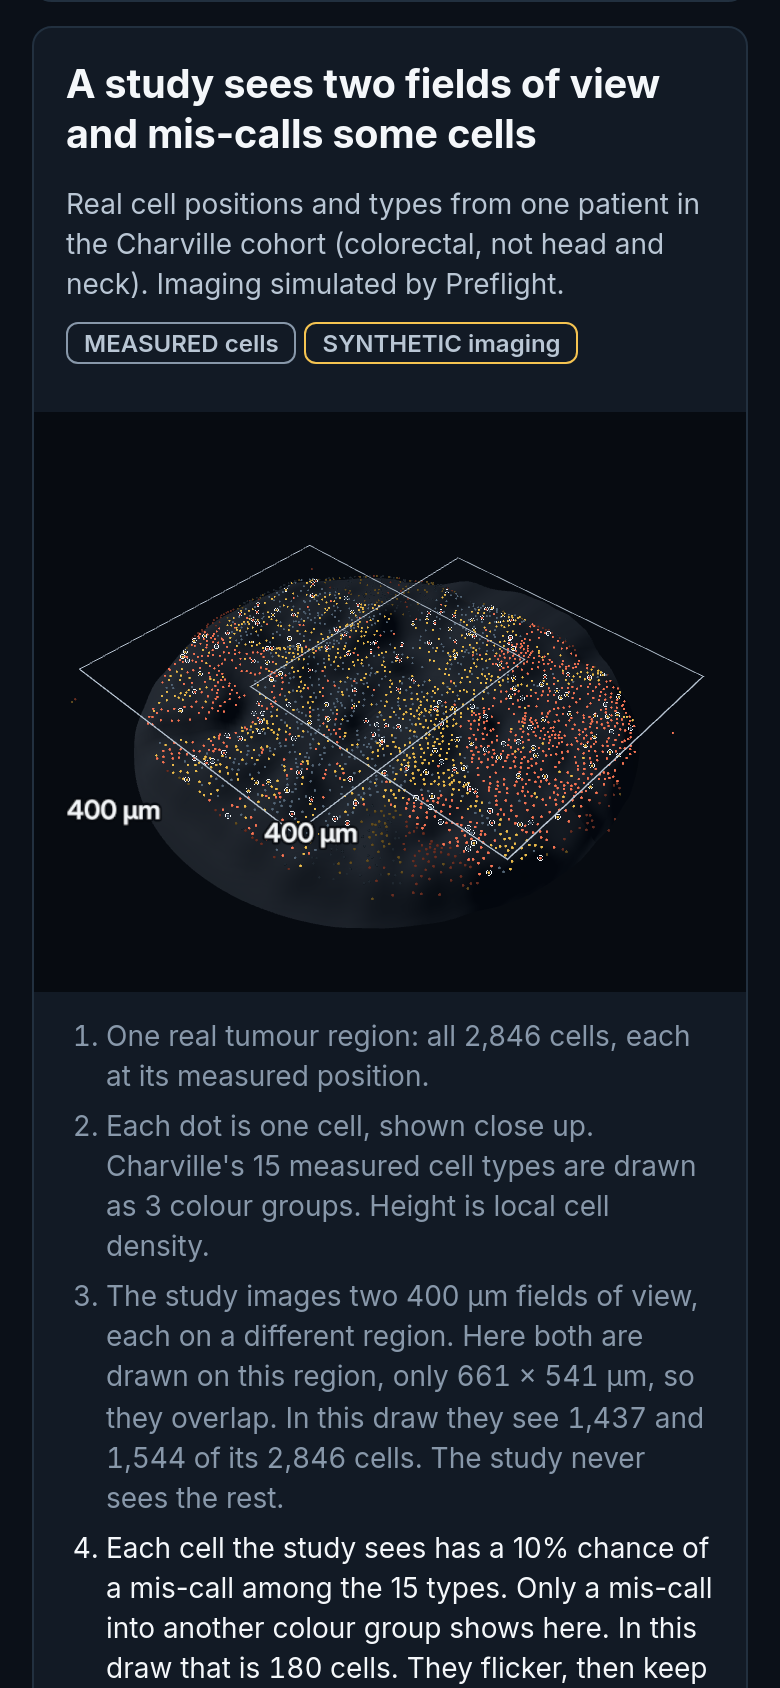 A study sees two fields of view
and mis-calls some cells
Real cell positions and types from one patient in
the Charville cohort (colorectal, not head and
neck). Imaging simulated by Preflight.
MEASURED cells SYNTHETIC imaging
400 µm
400 µm
1. One real tumour region: all 2,846 cells, each
at its measured position.
2. Each dot is one cell, shown close up.
Charville's 15 measured cell types are drawn
as 3 colour groups. Height is local cell
density.
3. The study images two 400 µm fields of view,
each on a different region. Here both are
drawn on this region, only 661 × 541 µm, so
they overlap. In this draw they see 1,437 and
1,544 of its 2,846 cells. The study never
sees the rest.
4. Each cell the study sees has a 10% chance of
a mis-call among the 15 types. Only a mis-call
into another colour group shows here. In this
draw that is 180 cells. They flicker, then keep